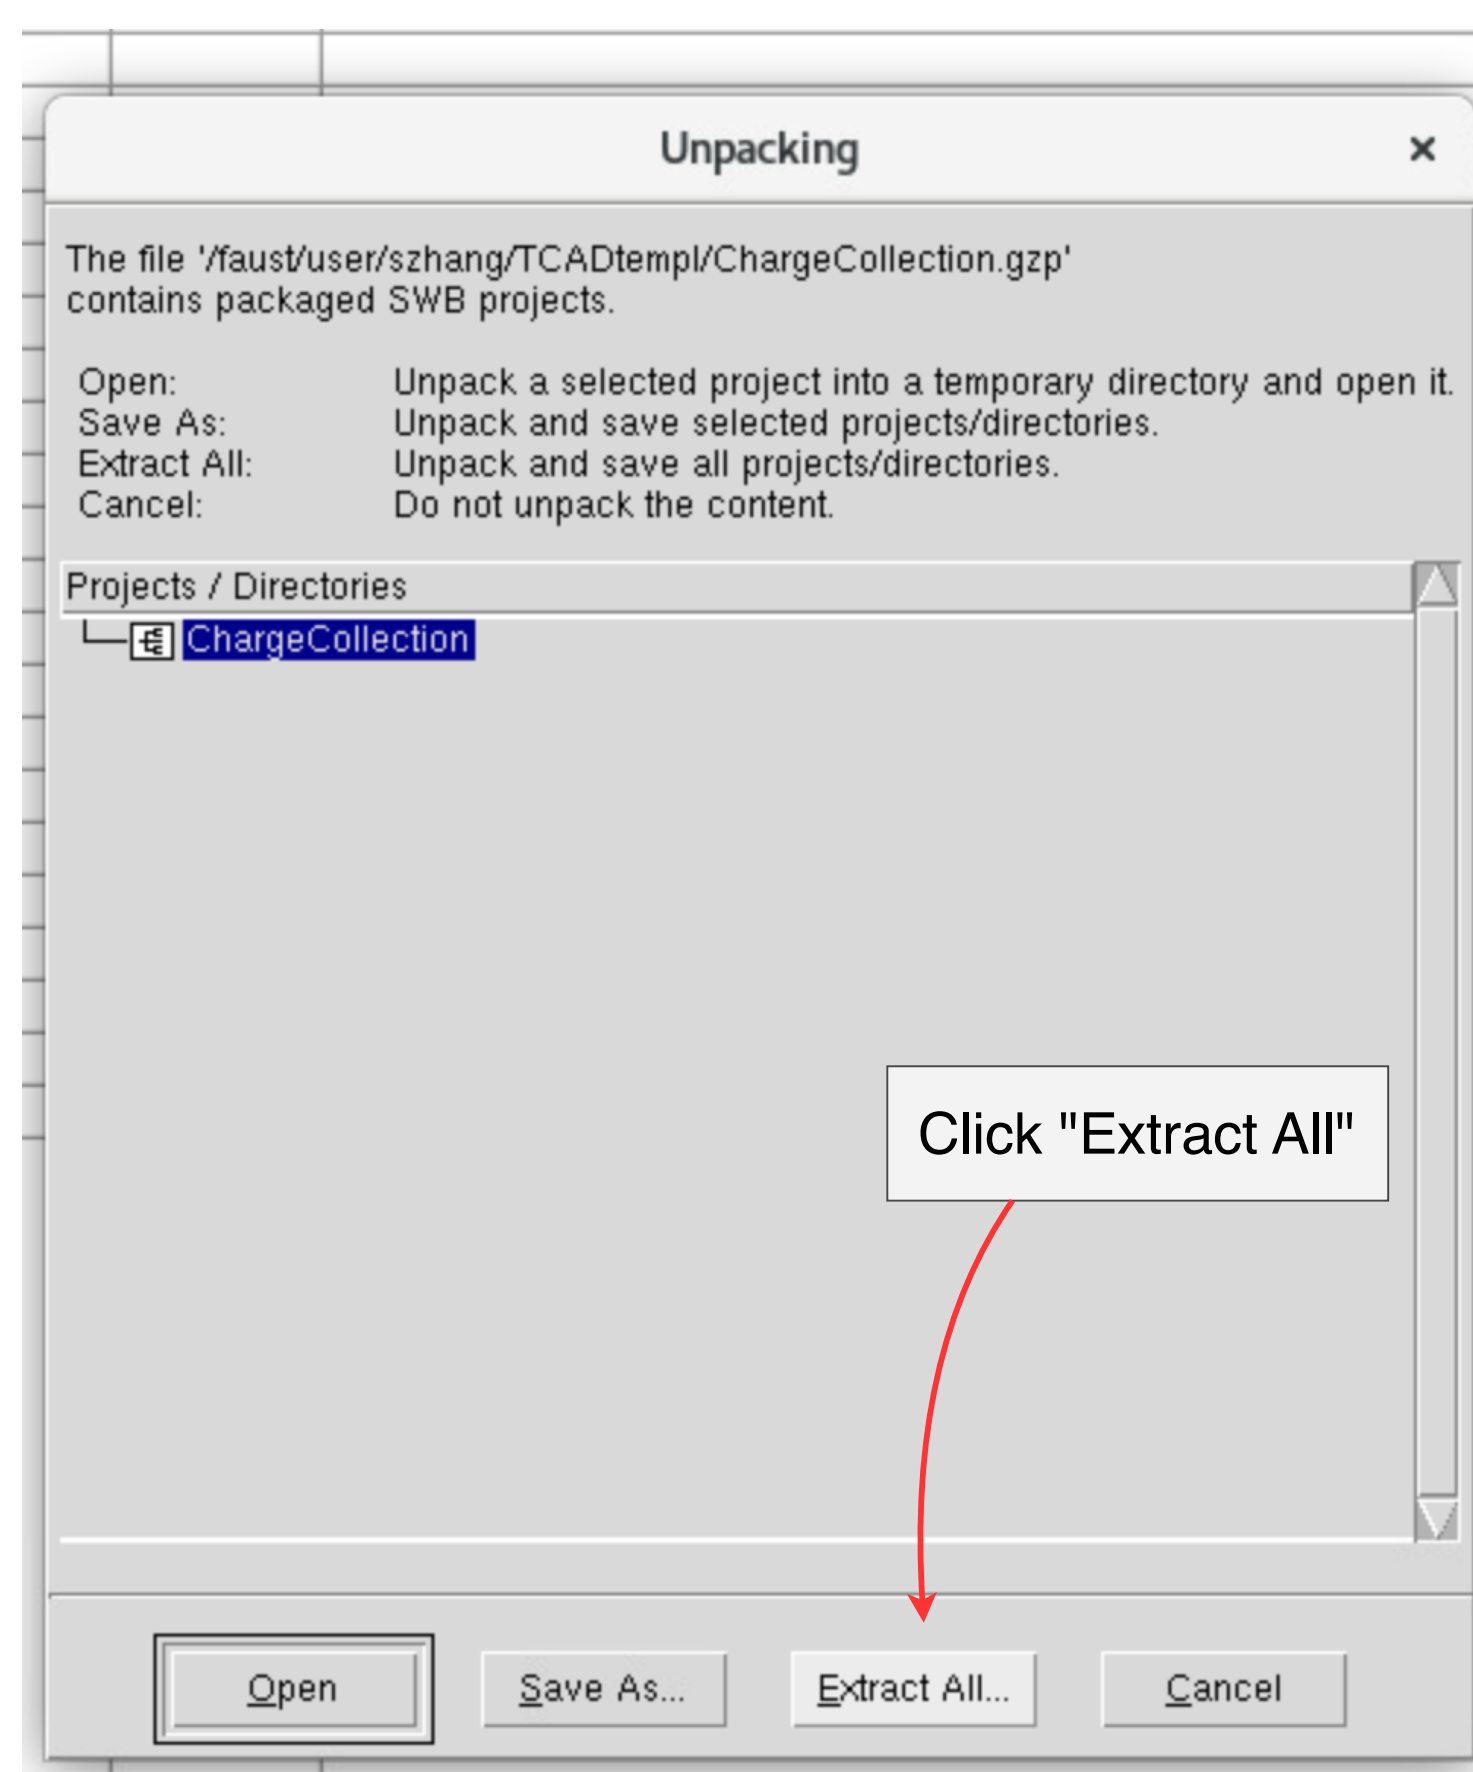 Unpacking
The file '/faust/user/szhang/TCADtempl/ChargeCollection.gzp'
contains packaged SWB projects.
Open: Unpack a selected project into a temporary directory and open it.
Save As: Unpack and save selected projects/directories.
Extract All: Unpack and save all projects/directories.
Cancel: Do not unpack the content.
Projects / Directories
ChargeCollection
Click "Extract All"
Open Save As... Extract All... Cancel